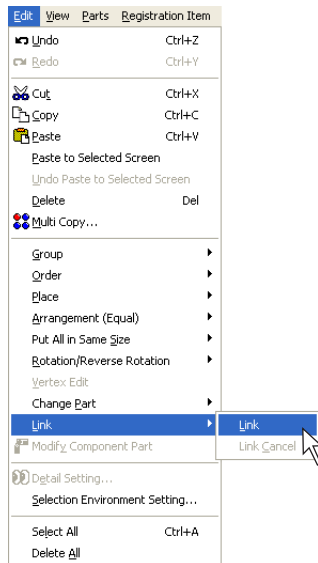 Edit View Parts Registration Item
Undo Ctrl+Z
Redo Ctrl+Y
Cut Ctrl+X
Copy Ctrl+C
Paste Ctrl+V
Paste to Selected Screen
Undo Paste to Selected Screen
Delete Del
Multi Copy...
Group
Order
Place
Arrangement (Equal)
Put All in Same Size
Rotation/Reverse Rotation
Vertex Edit
Change Part
Link Link
Modify Component Part Link Cancel
Detail Setting...
Selection Environment Setting...
Select All Ctrl+A
Delete All